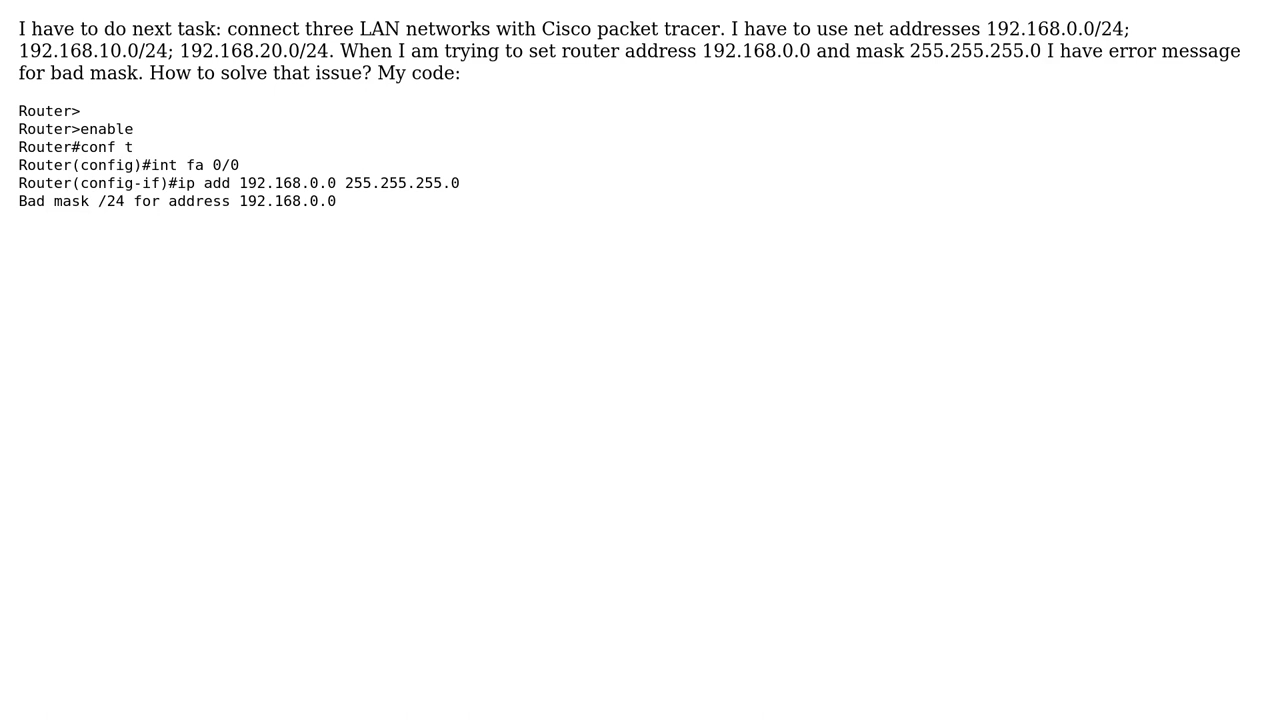 I have to do next task: connect three LAN networks with Cisco packet tracer. I have to use net addresses 192.168.0.0/24;
192.168.10.0/24; 192.168.20.0/24. When I am trying to set router address 192.168.0.0 and mask 255.255.255.0 I have error message
for bad mask. How to solve that issue? My code:
Router>
Router>enable
Router#conf t
Router(config)#int fa 0/0
Router(config-if)#ip add 192.168.0.0 255.255.255.0
Bad mask /24 for address 192.168.0.0